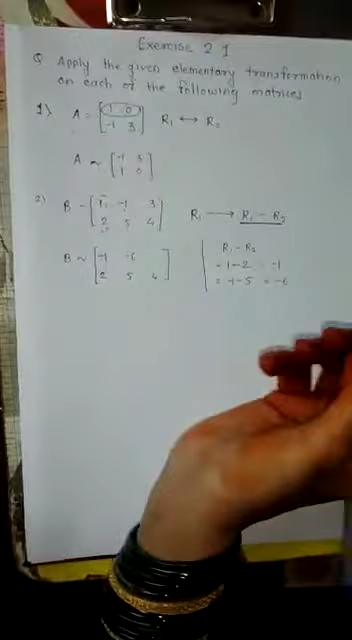 Exercise 2 1
Q Apply the given elementary transformation
on each of the following matrices
1) A = [1 0
-1 3] R₁ ↔ R₂
A ~ [-1 3
1 0]
2) B = [1 -1 3
2 5 4] R₁ → R₁ - R₂
B ~ [-1 -6
2 5 4]
R₁ - R₂
= 1 - 2 = -1
= -1 - 5 = -6